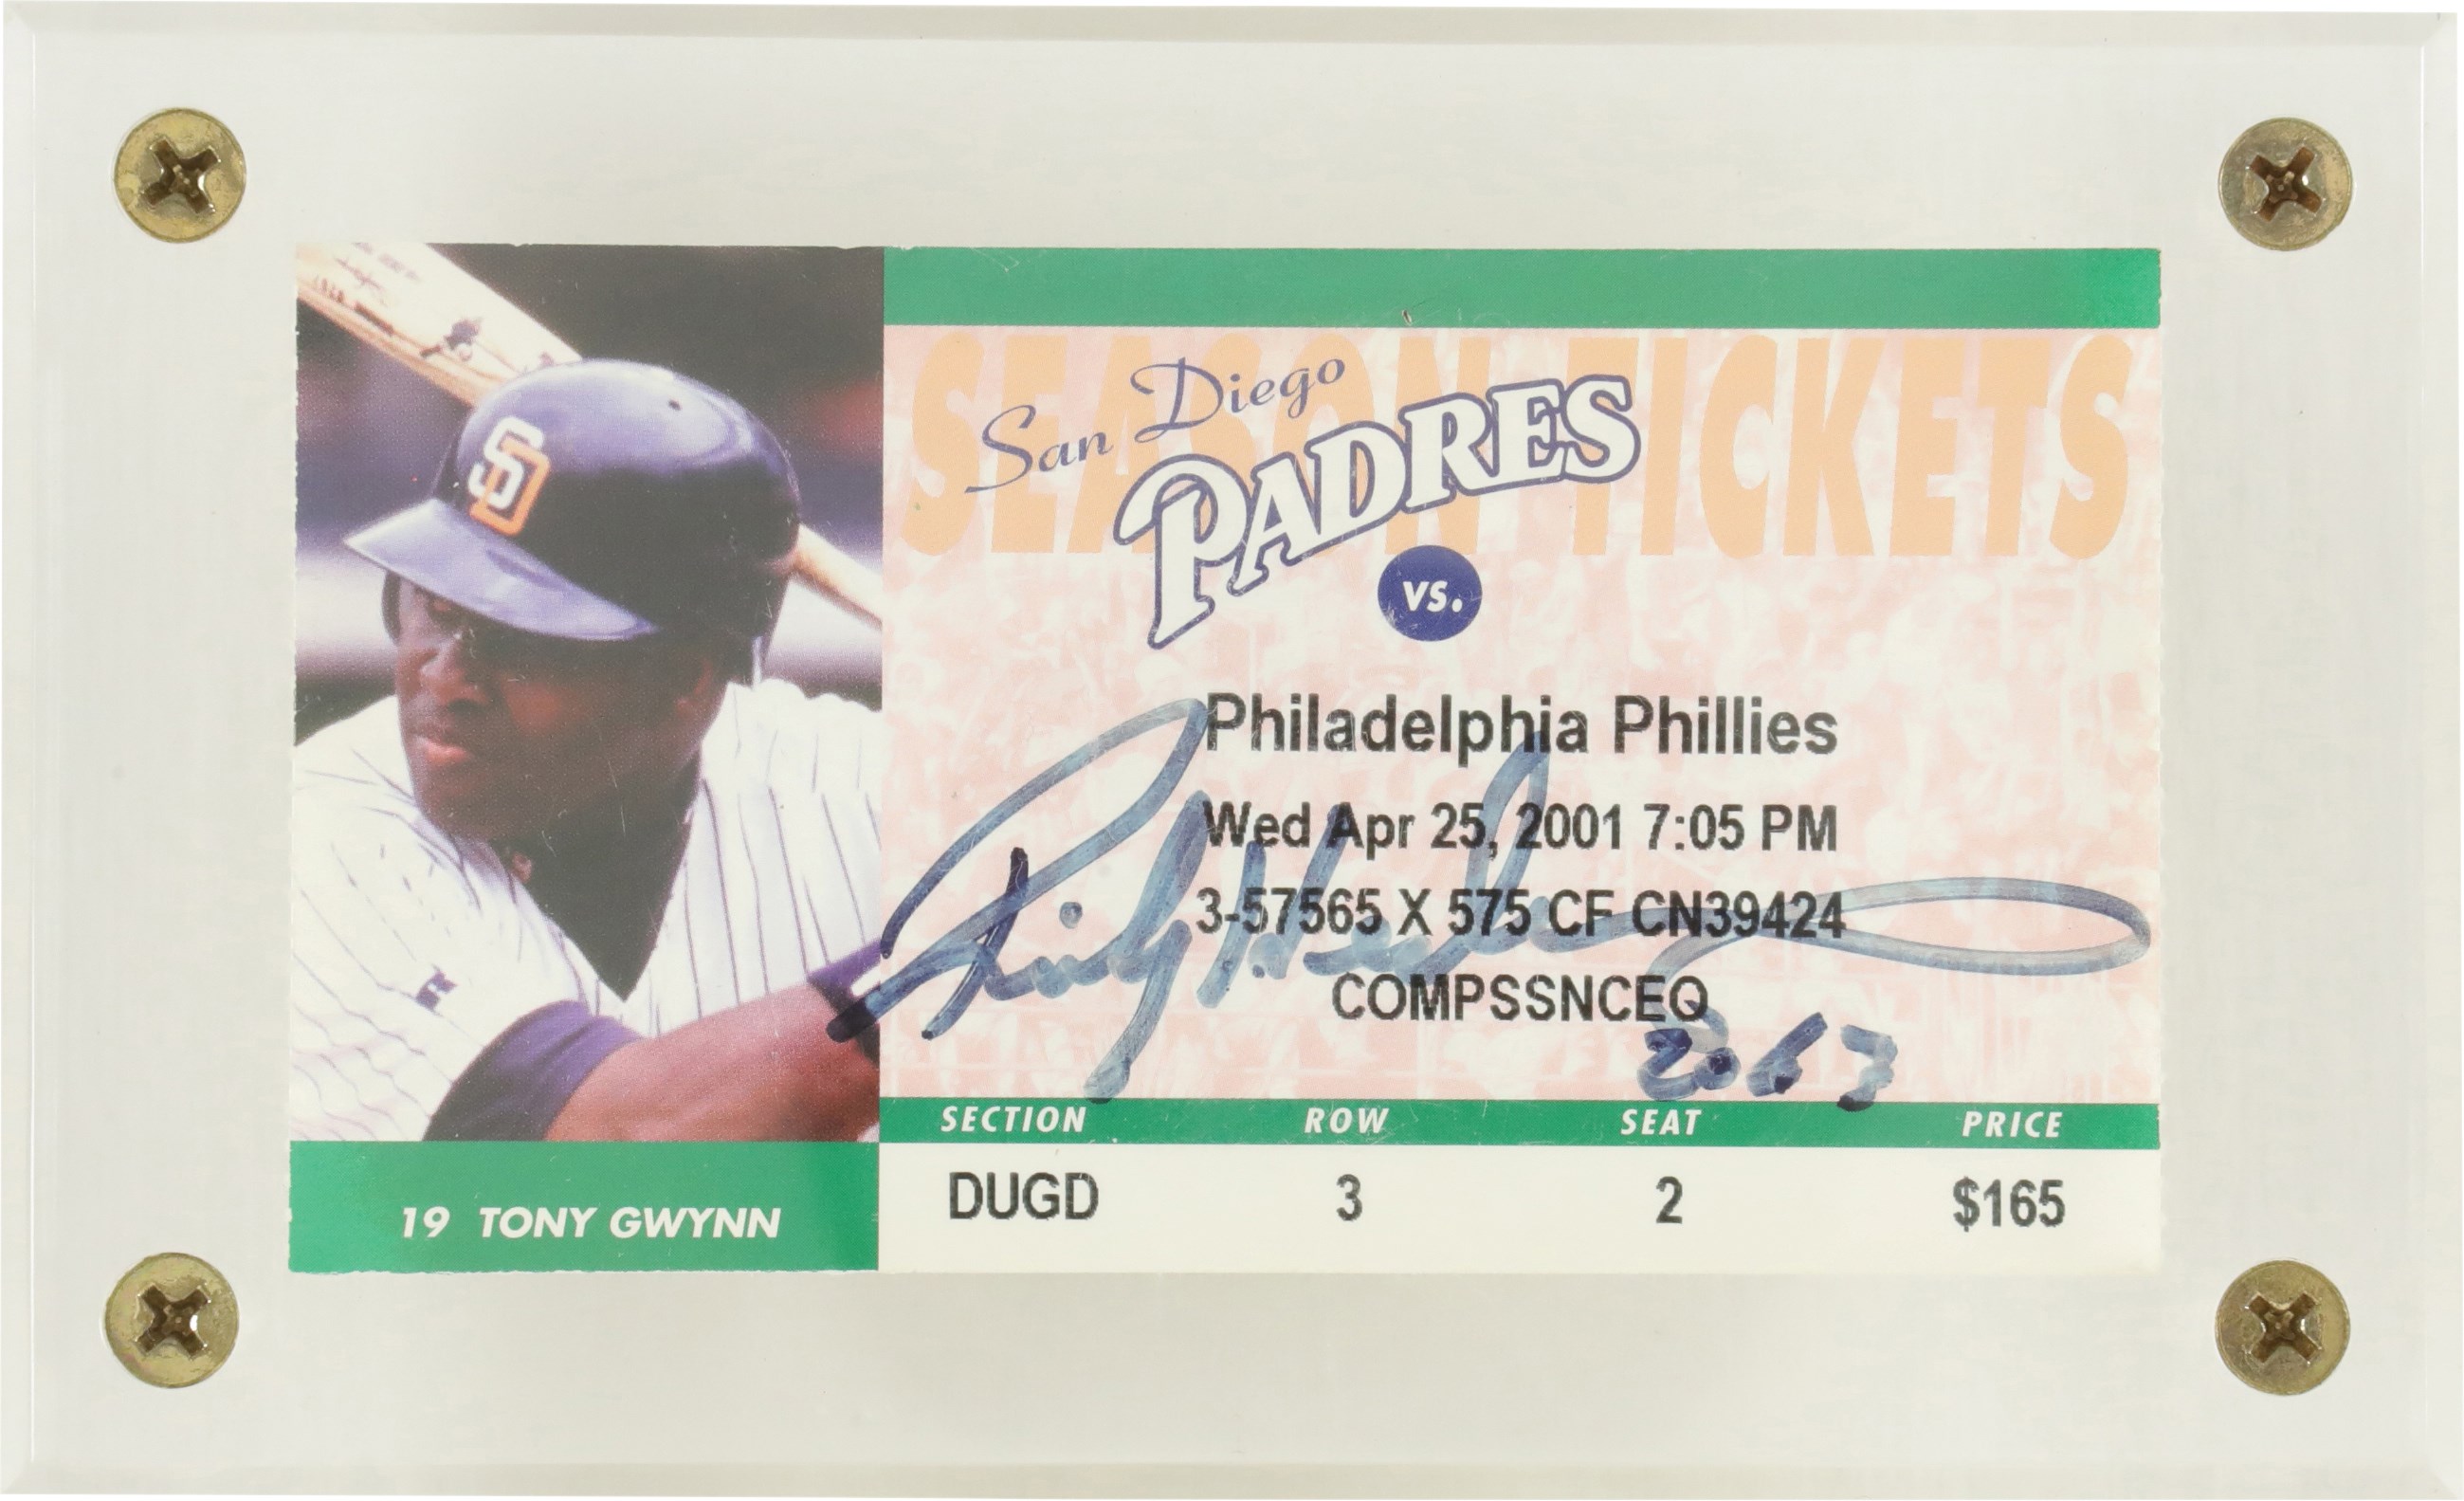 SEASON TICKETS
San Diego
PADRES
vs.
Philadelphia Phillies
Wed Apr 25, 2001 7:05 PM
3-57565 X 575 CF CN39424
COMPSSNCEQ
2063
SECTION ROW SEAT PRICE
DUGD 3 2 $165
19 TONY GWYNN
SD